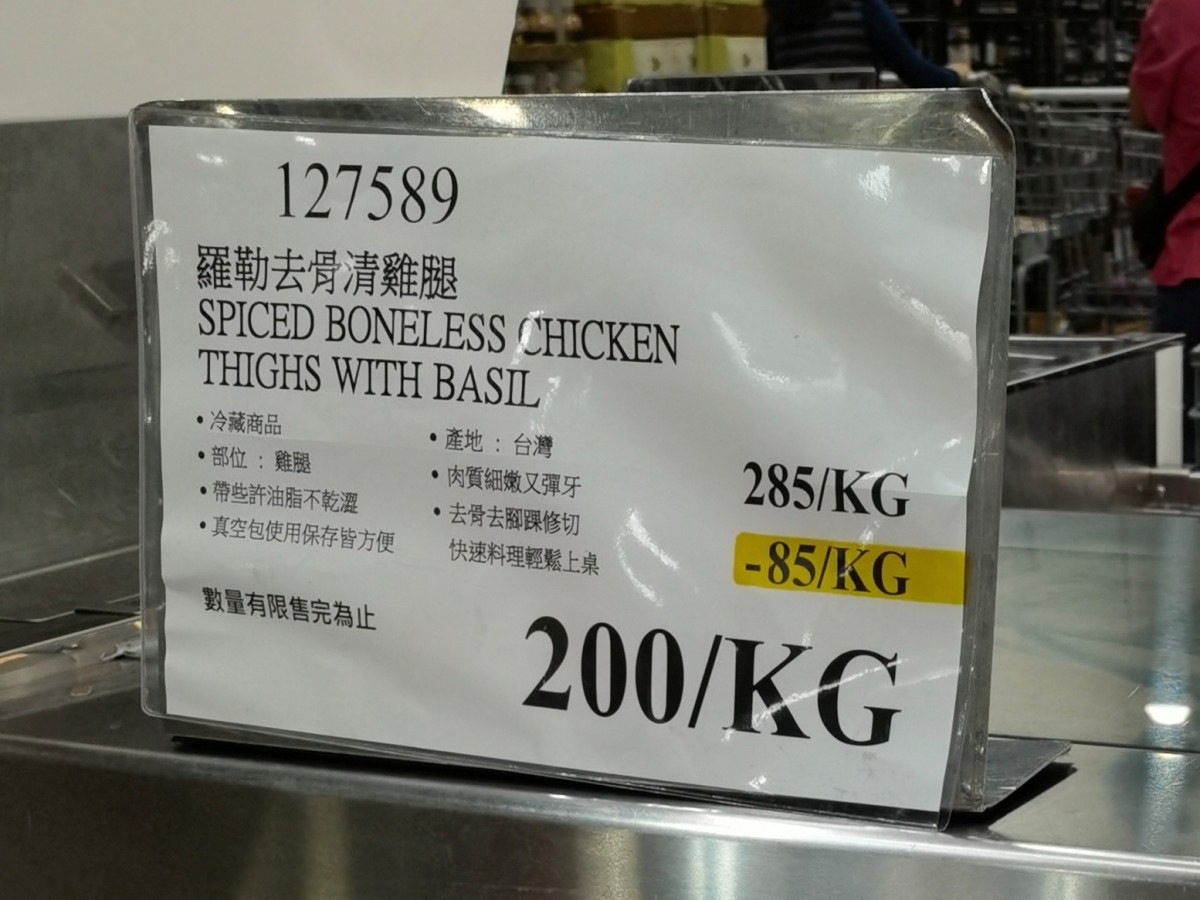 127589
羅勒去骨清雞腿
SPICED BONELESS CHICKEN
THIGHS WITH BASIL
• 冷藏商品
• 部位 : 雞腿
• 帶些許油脂不乾澀
• 真空包使用保存皆方便
• 產地 : 台灣
• 肉質細嫩又彈牙
• 去骨去腳踝修切
快速料理輕鬆上桌
285/KG
-85/KG
數量有限售完為止
200/KG